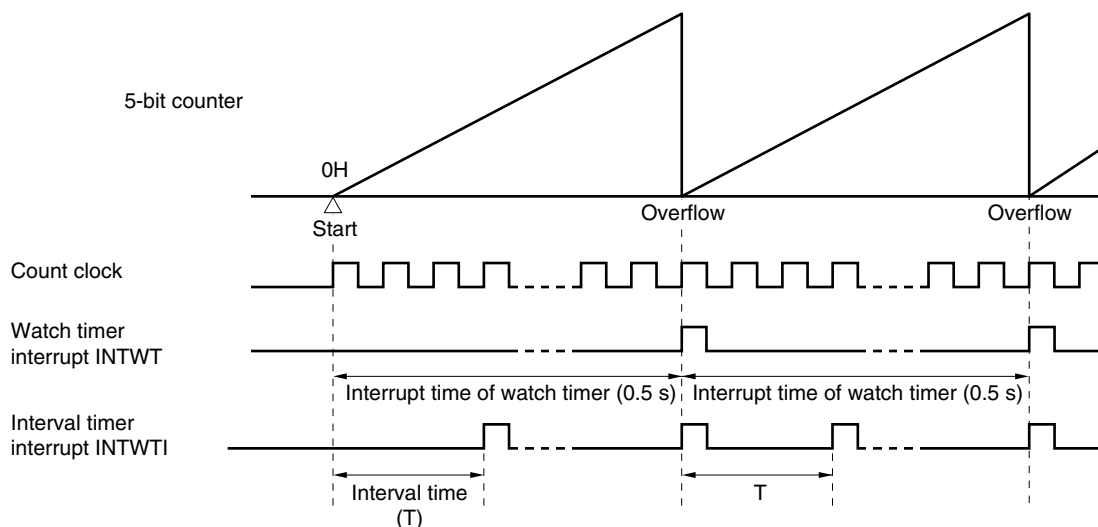 5-bit counter
0H
Start
Overflow
Overflow
Count clock
Watch timer
interrupt INTWT
Interrupt time of watch timer (0.5 s)
Interrupt time of watch timer (0.5 s)
Interval timer
interrupt INTWTI
Interval time
(T)
T